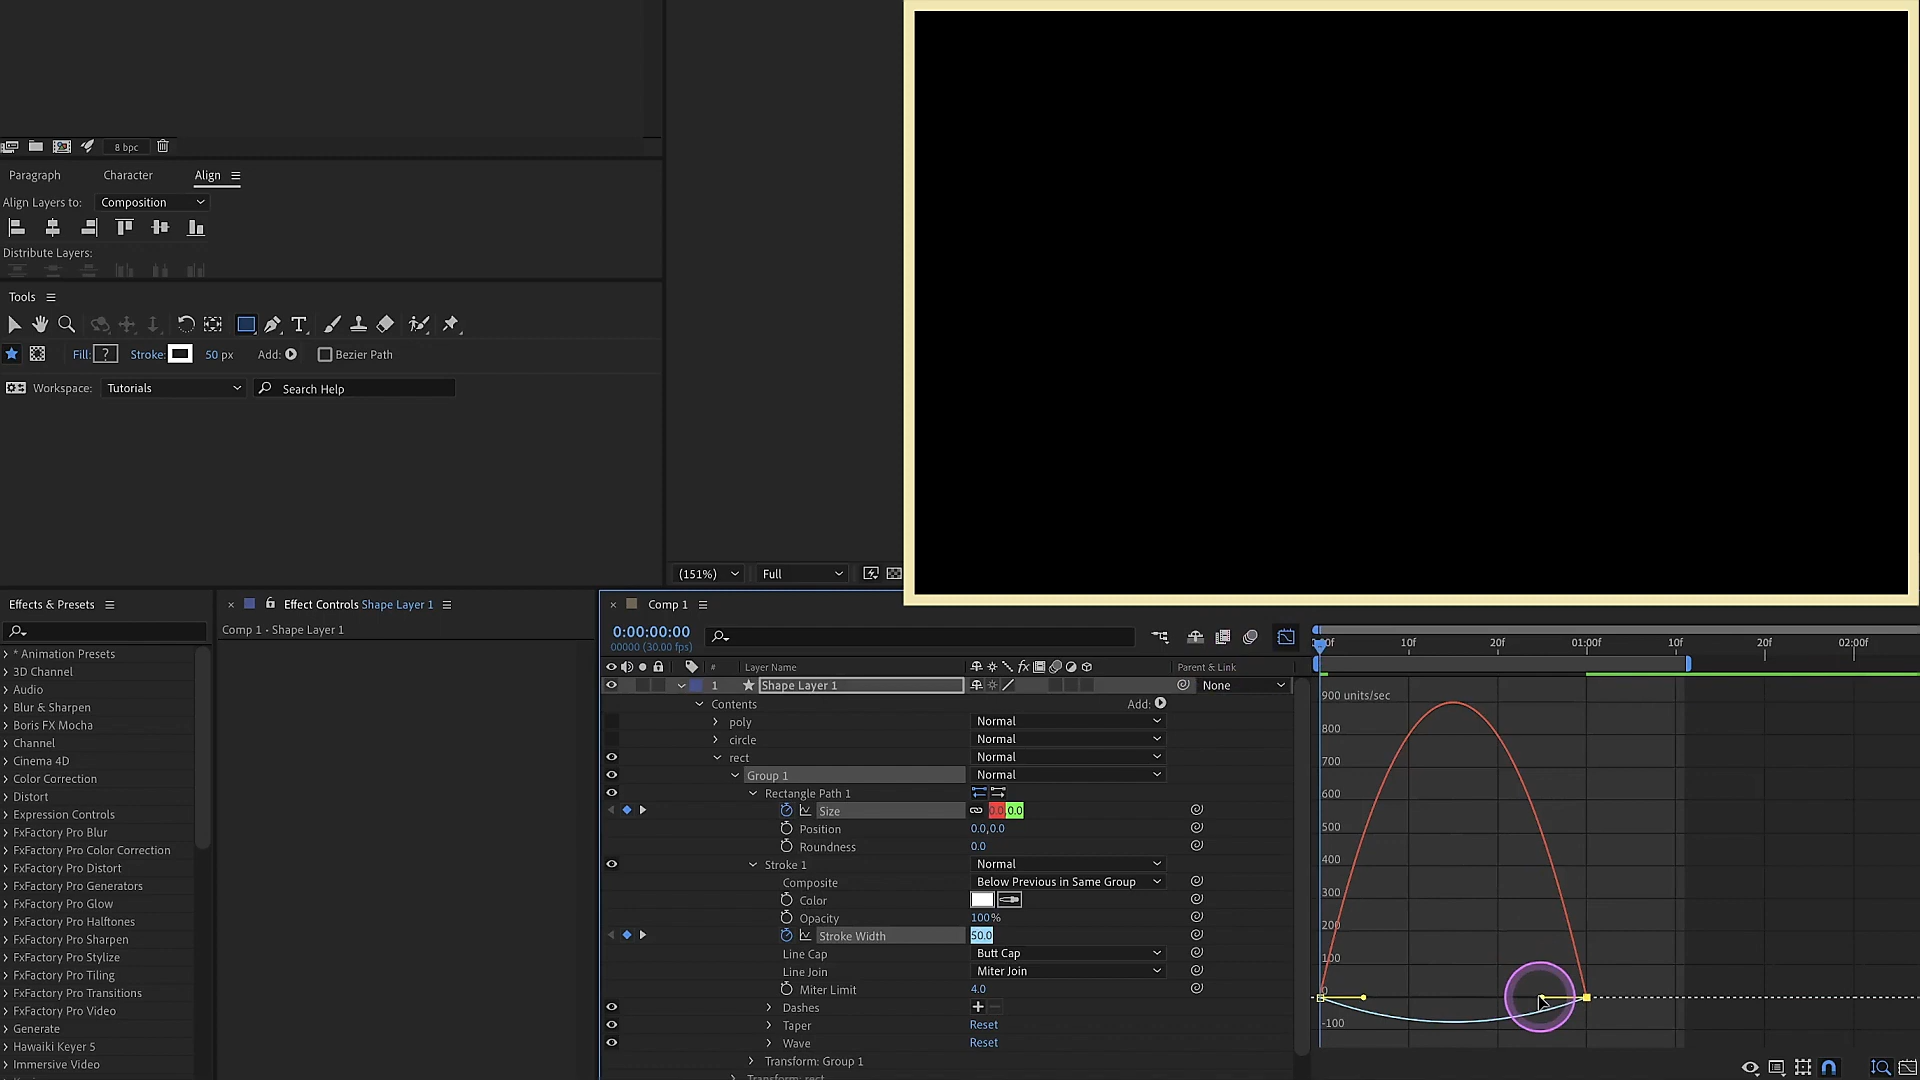 8 bpc
Paragraph Character Align
Align Layers to: Composition
Distribute Layers:
Tools
Fill: ? Stroke: 50 px Add: Bezier Path
Workspace: Tutorials Search Help
(151%) Full
Effects & Presets
* Animation Presets
3D Channel
Audio
Blur & Sharpen
Boris FX Mocha
Channel
Cinema 4D
Color Correction
Distort
Expression Controls
FxFactory Pro Blur
FxFactory Pro Color Correction
FxFactory Pro Distort
FxFactory Pro Generators
FxFactory Pro Glow
FxFactory Pro Halftones
FxFactory Pro Sharpen
FxFactory Pro Stylize
FxFactory Pro Tiling
FxFactory Pro Transitions
FxFactory Pro Video
Generate
Hawaiki Keyer 5
Immersive Video
Effect Controls Shape Layer 1
Comp 1 • Shape Layer 1
Comp 1
0:00:00:00
00000 (30.00 fps)
# Layer Name fx Parent & Link
1 Shape Layer 1 None
Contents Add:
poly Normal
circle Normal
rect Normal
Group 1 Normal
Rectangle Path 1
Size 0.0,0.0
Position 0.0,0.0
Roundness 0.0
Stroke 1 Normal
Composite Below Previous in Same Group
Color
Opacity 100%
Stroke Width 50.0
Line Cap Butt Cap
Line Join Miter Join
Miter Limit 4.0
Dashes
Taper Reset
Wave Reset
Transform: Group 1
Transform: rect
10f 20f 01:00f 10f 20f 02:00f
900 units/sec
800
700
600
500
400
300
200
100
0
-100